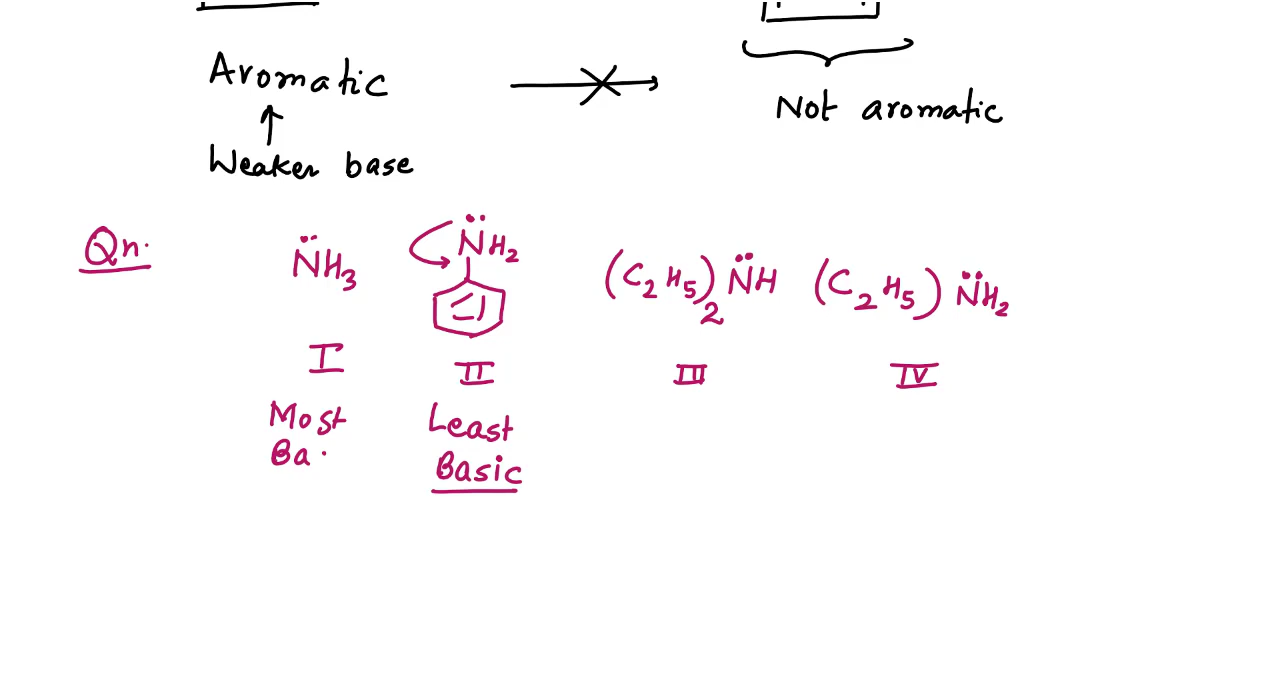 Aromatic
Not aromatic
Weaker base
Qn.
N̈H₃ N̈H₂ (C₂H₅)₂N̈H (C₂H₅)N̈H₂
I II III IV
Most Least
Ba. Basic